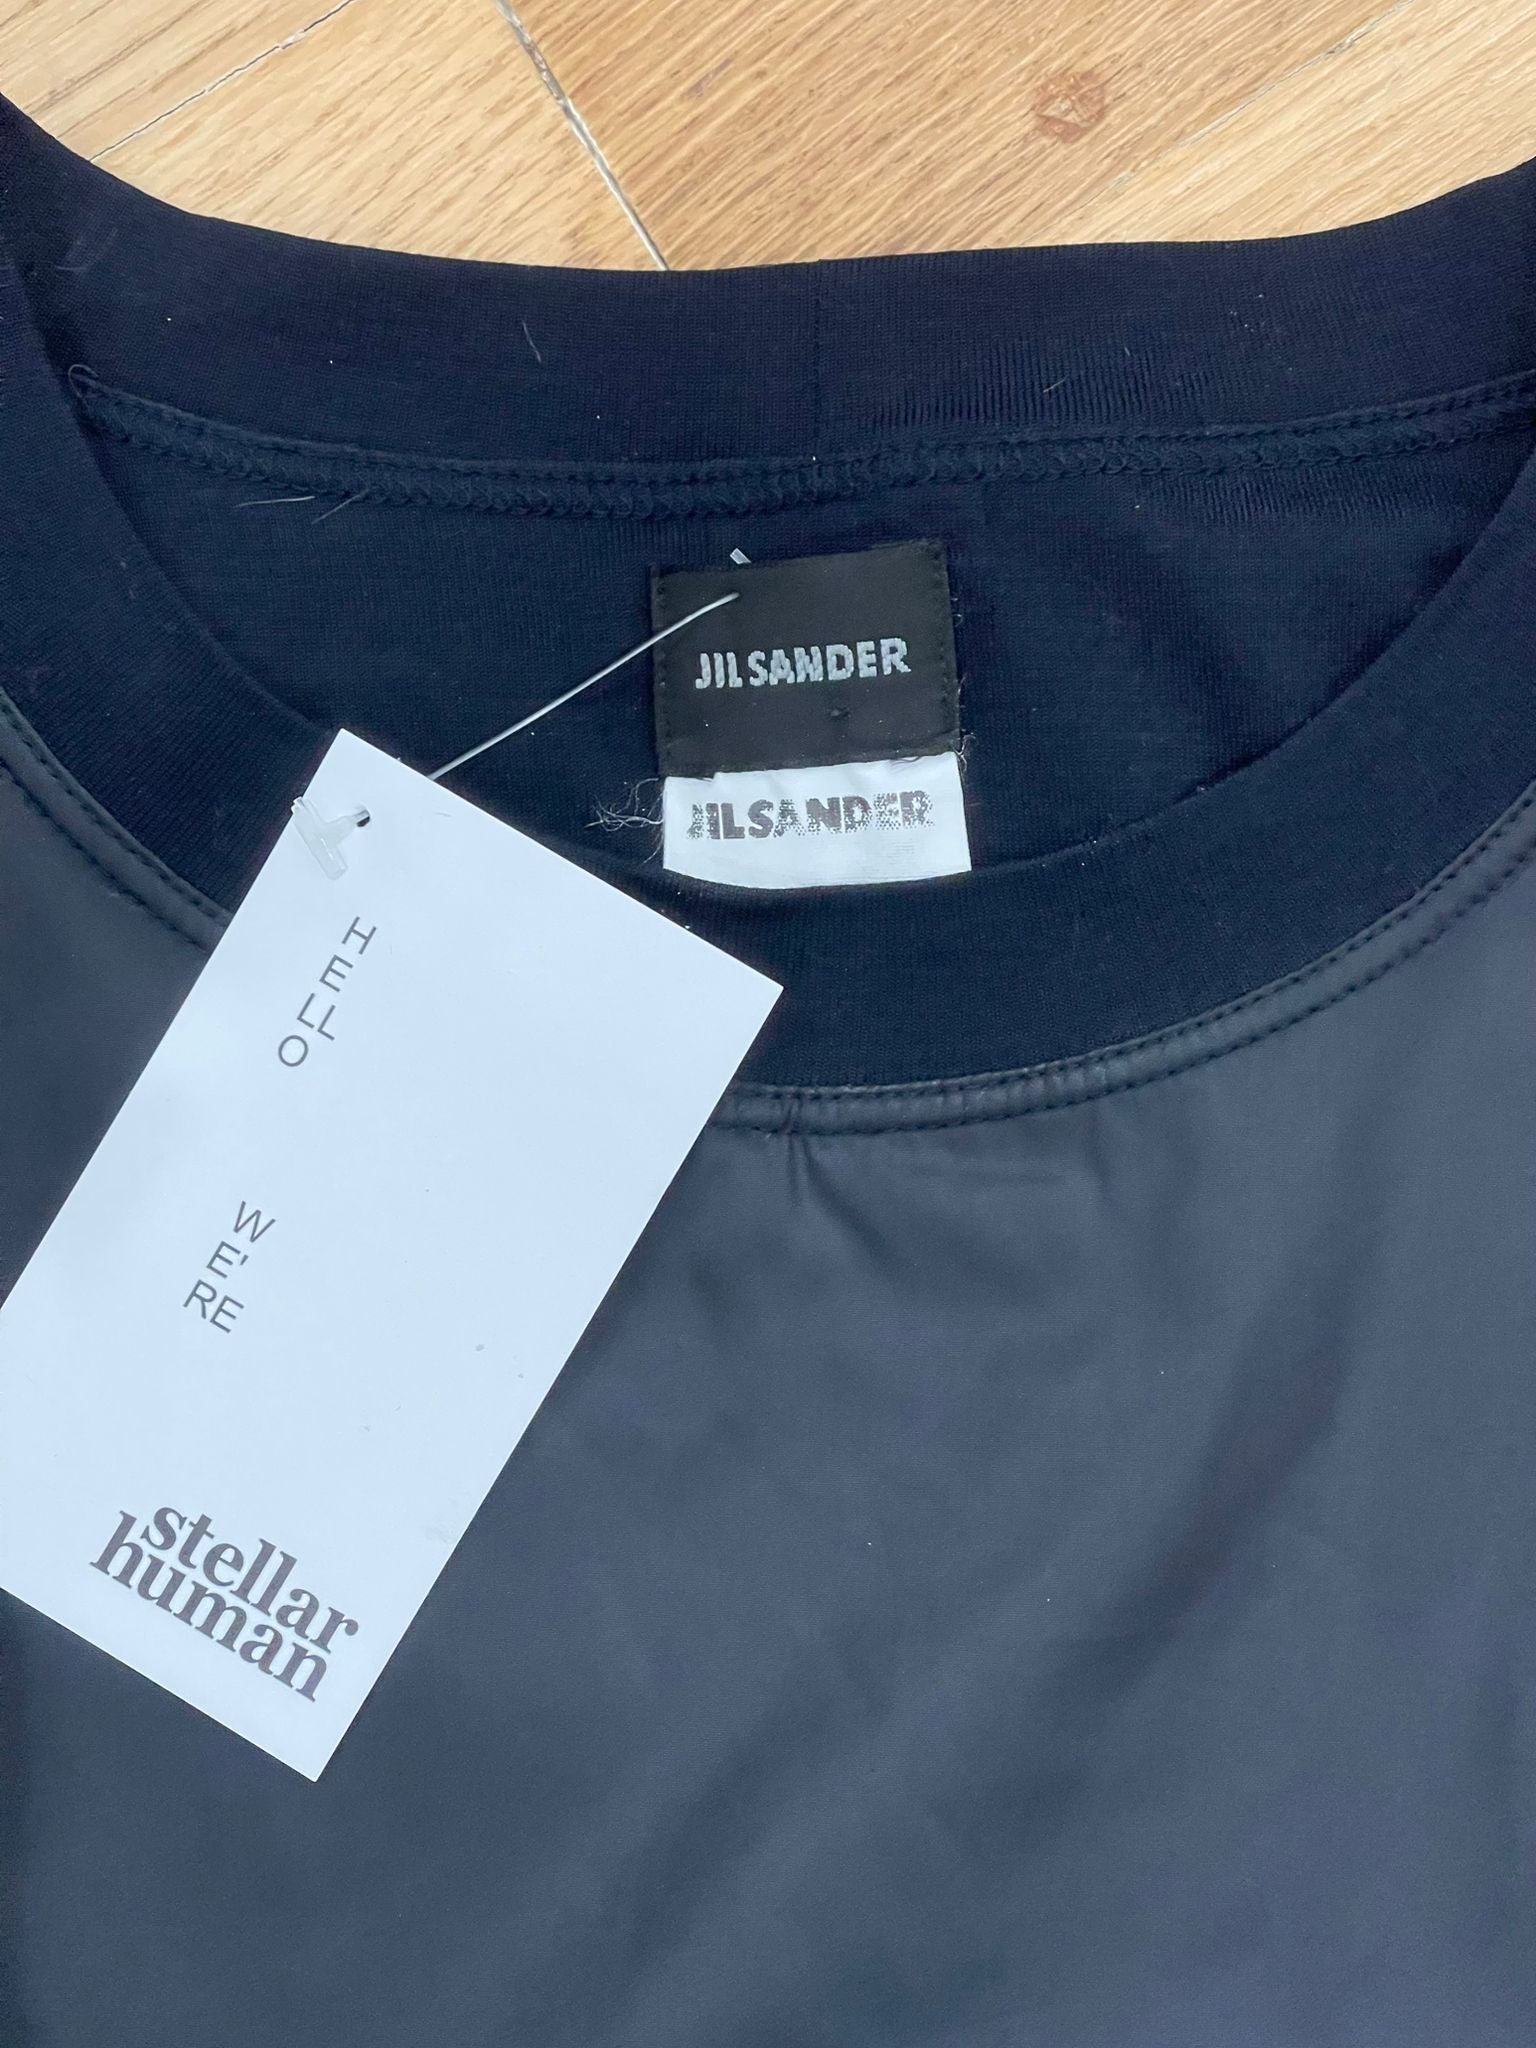 JIL SANDER
JIL SANDER
HELLO
WE'RE
stellar
human